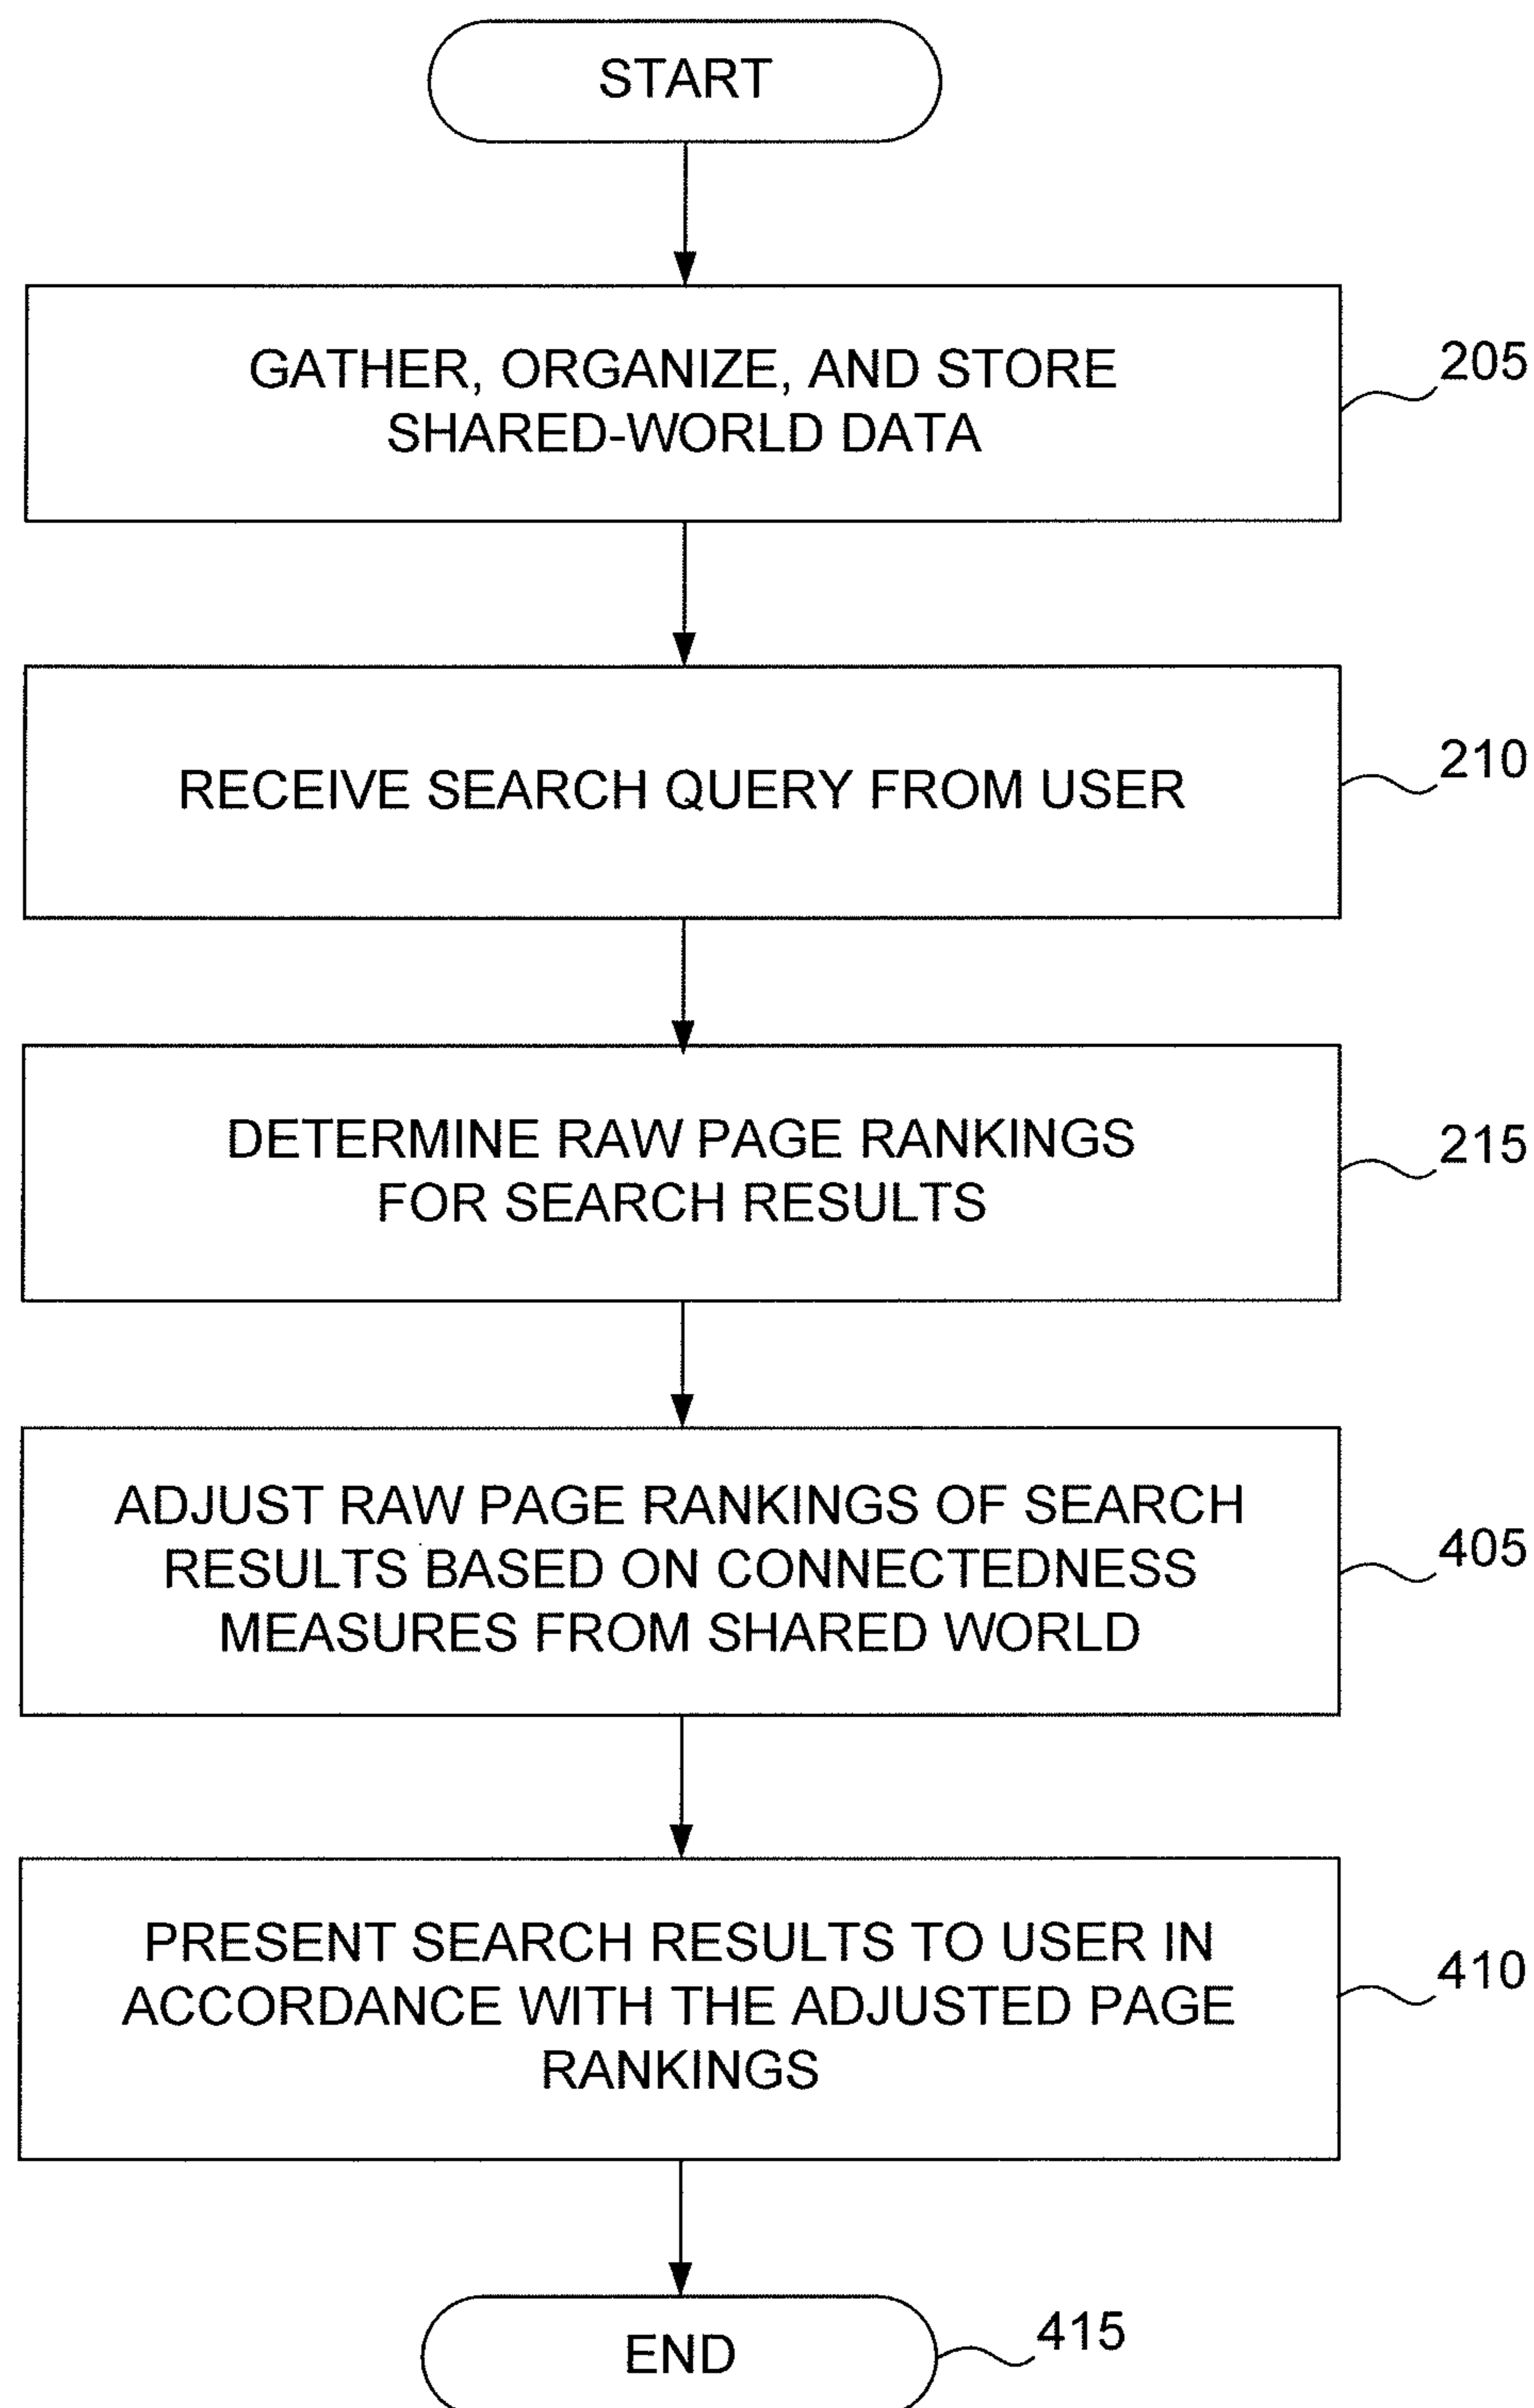 START
GATHER, ORGANIZE, AND STORE
SHARED-WORLD DATA
205
RECEIVE SEARCH QUERY FROM USER
210
DETERMINE RAW PAGE RANKINGS
FOR SEARCH RESULTS
215
ADJUST RAW PAGE RANKINGS OF SEARCH
RESULTS BASED ON CONNECTEDNESS
MEASURES FROM SHARED WORLD
405
PRESENT SEARCH RESULTS TO USER IN
ACCORDANCE WITH THE ADJUSTED PAGE
RANKINGS
410
END
415